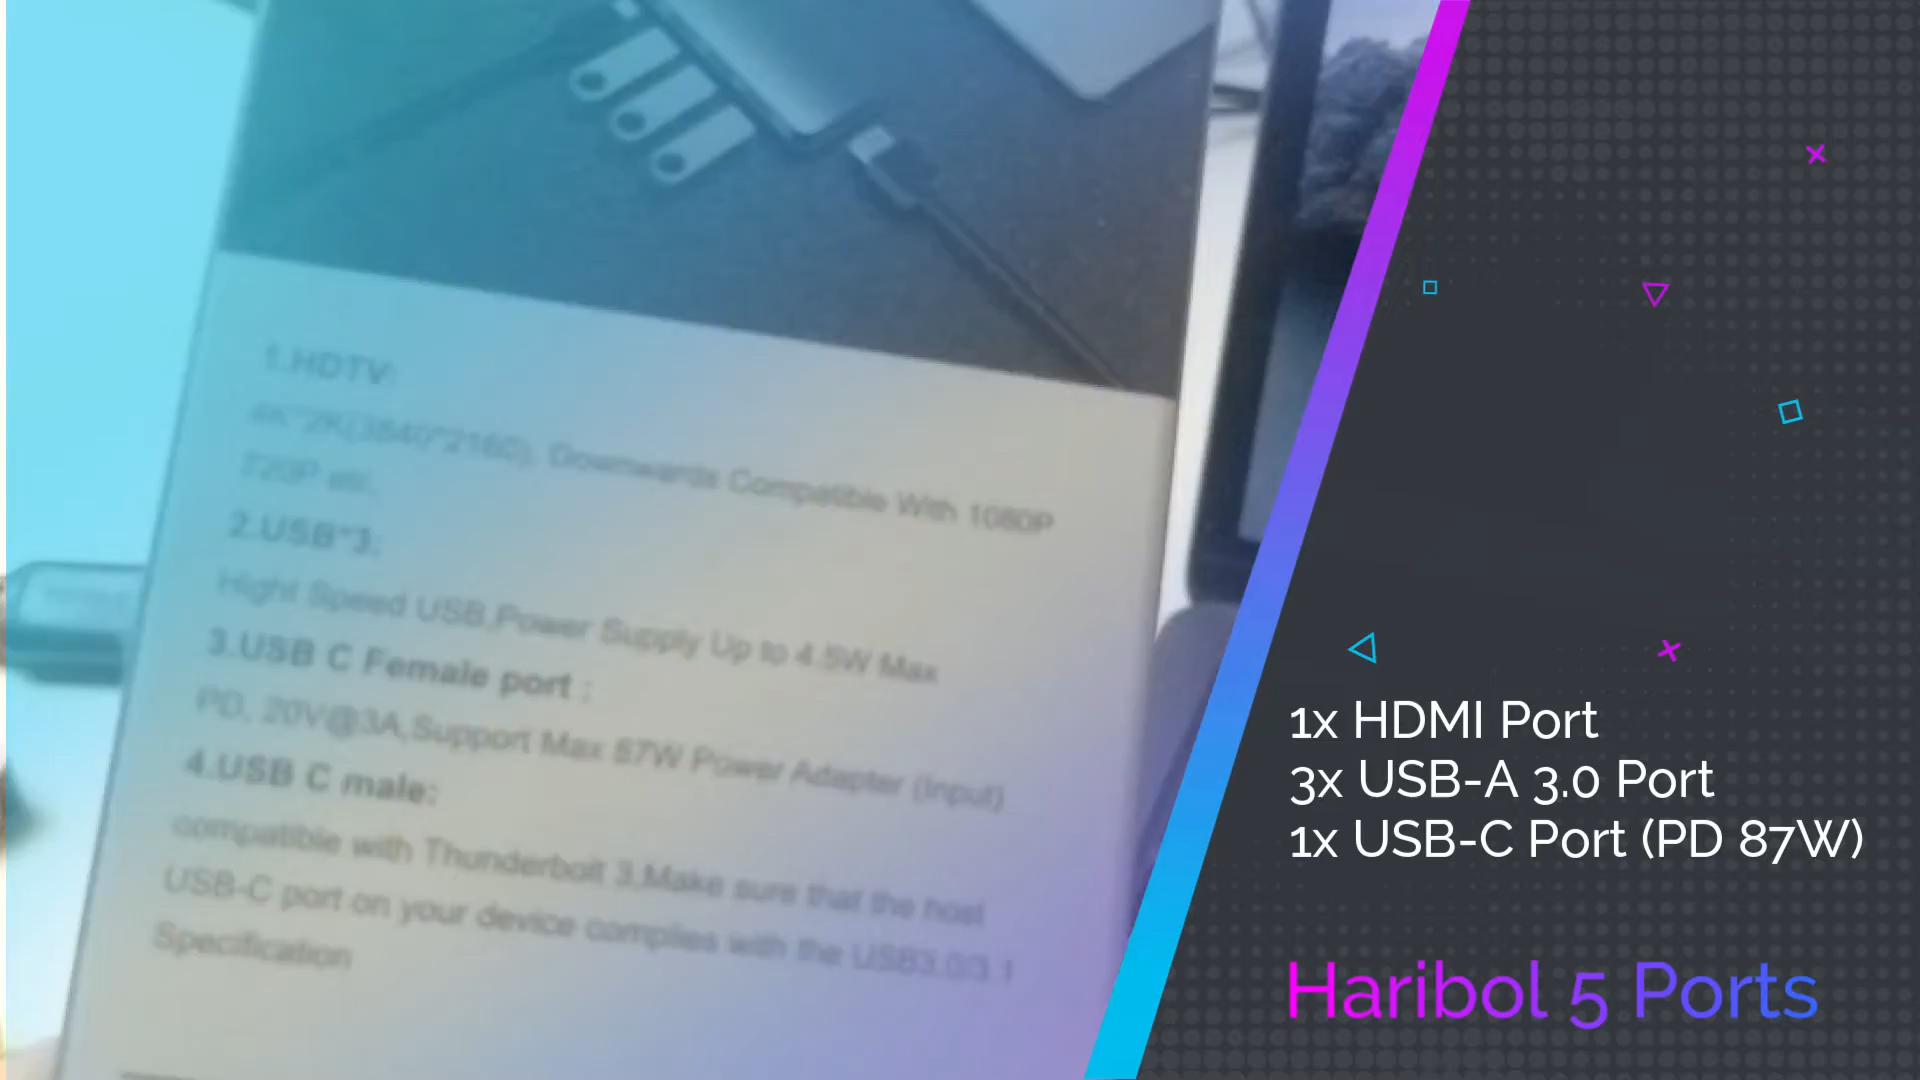 1.HDTV:
4K*2K(3840*2160), Downwards Compatible With 1080P
720P etc.
2.USB*3:
Hight Speed USB,Power Supply Up to 4.5W Max
3.USB C Female port :
PD, 20V@3A,Support Max 87W Power Adapter (Input)
4.USB C male:
compatible with Thunderbolt 3,Make sure that the host
USB-C port on your device complies with the USB3.0/3.1
Specification
1x HDMI Port
3x USB-A 3.0 Port
1x USB-C Port (PD 87W)
Haribol 5 Ports